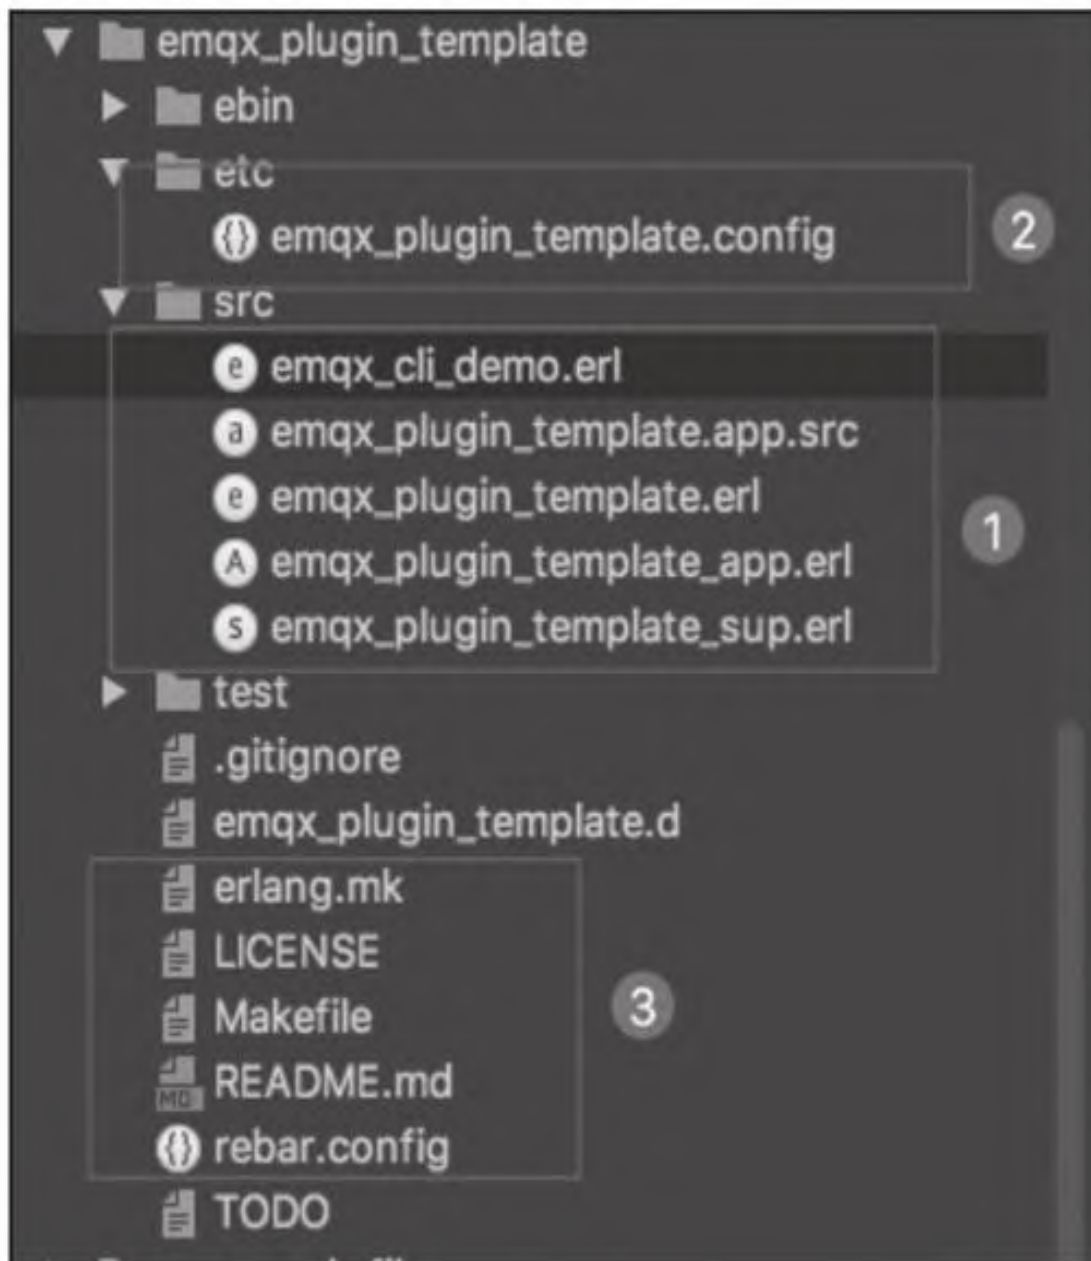 emqx_plugin_template
ebin
etc
emqx_plugin_template.config
2
src
emqx_cli_demo.erl
emqx_plugin_template.app.src
emqx_plugin_template.erl
1
emqx_plugin_template_app.erl
emqx_plugin_template_sup.erl
test
.gitignore
emqx_plugin_template.d
erlang.mk
LICENSE
Makefile
3
README.md
rebar.config
TODO